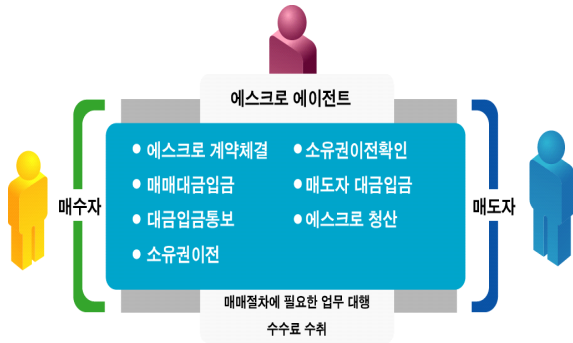 에스크로 에이전트
매수자
• 에스크로 계약체결
• 매매대금입금
• 대금입금통보
• 소유권이전
• 소유권이전확인
• 매도자 대금입금
• 에스크로 청산
매도자
매매절차에 필요한 업무 대행
수수료 수취